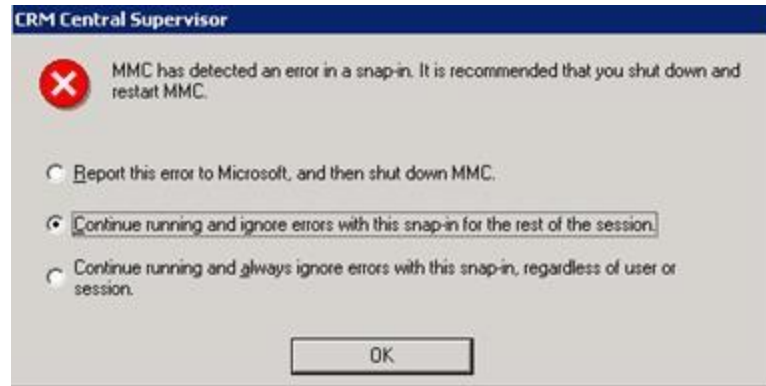 CRM Central Supervisor
MMC has detected an error in a snap-in. It is recommended that you shut down and
restart MMC.
Report this error to Microsoft, and then shut down MMC.
Continue running and ignore errors with this snap-in for the rest of the session.
Continue running and always ignore errors with this snap-in, regardless of user or
session.
OK